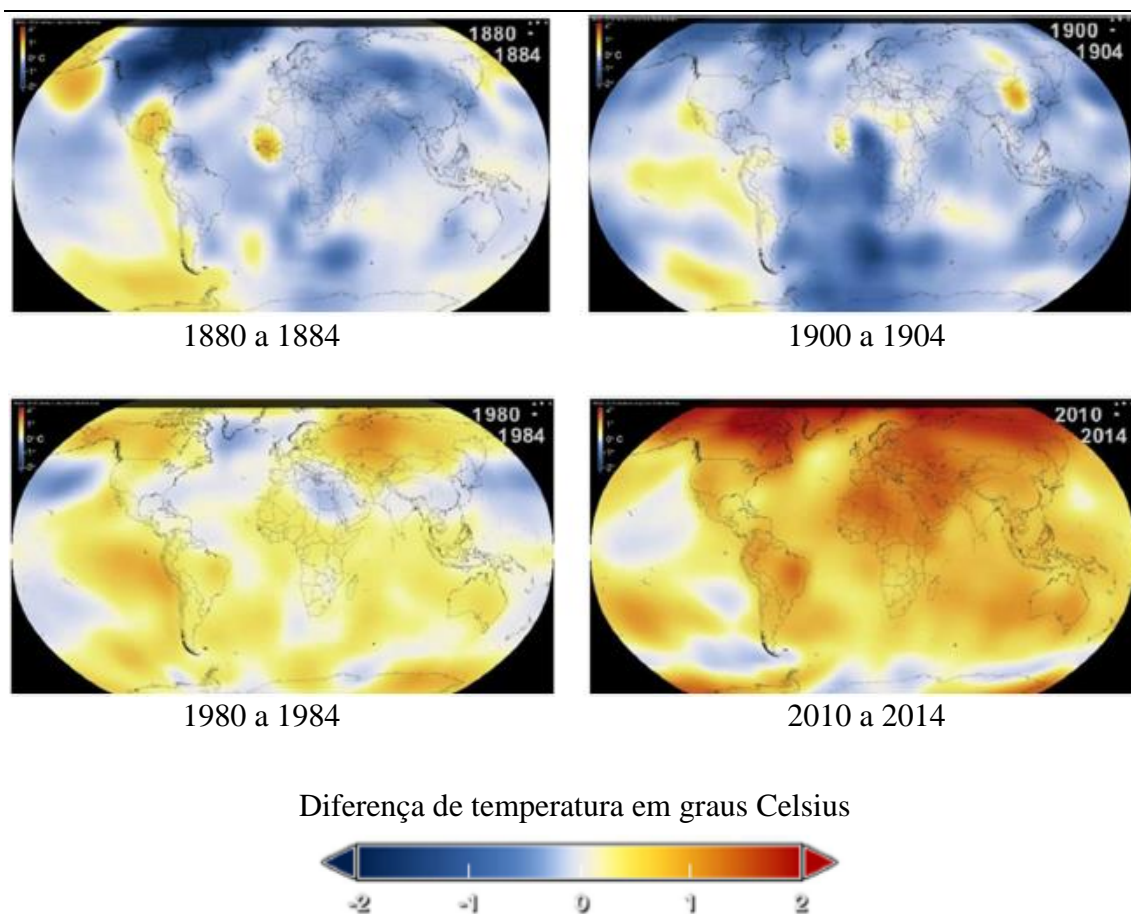 1880 -
1884
1900 -
1904
1880 a 1884
1900 a 1904
1980 -
1984
2010 -
2014
1980 a 1984
2010 a 2014
Diferença de temperatura em graus Celsius
-2 -1 0 1 2